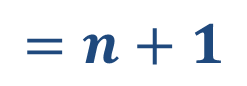 = n + 1